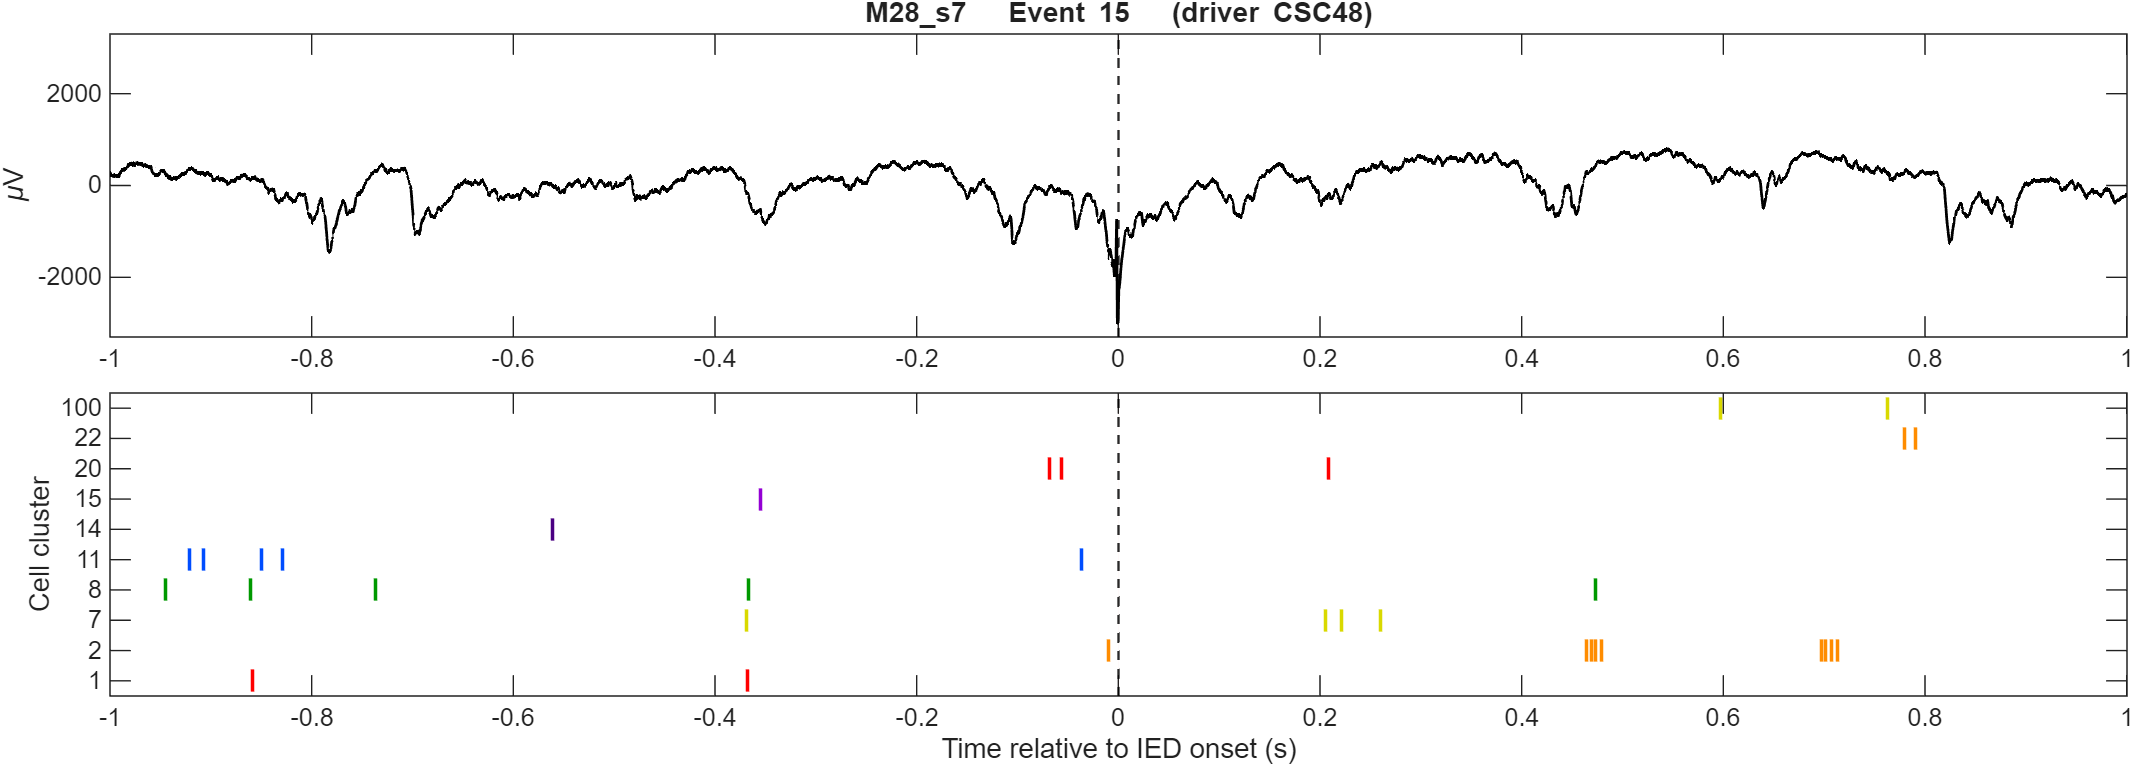 M28_s7 Event 15 (driver CSC48)
2000
0
-2000
µV
-1 -0.8 -0.6 -0.4 -0.2 0 0.2 0.4 0.6 0.8 1
100
22
20
15
14
11
8
7
2
1
Cell cluster
-1 -0.8 -0.6 -0.4 -0.2 0 0.2 0.4 0.6 0.8 1
Time relative to IED onset (s)